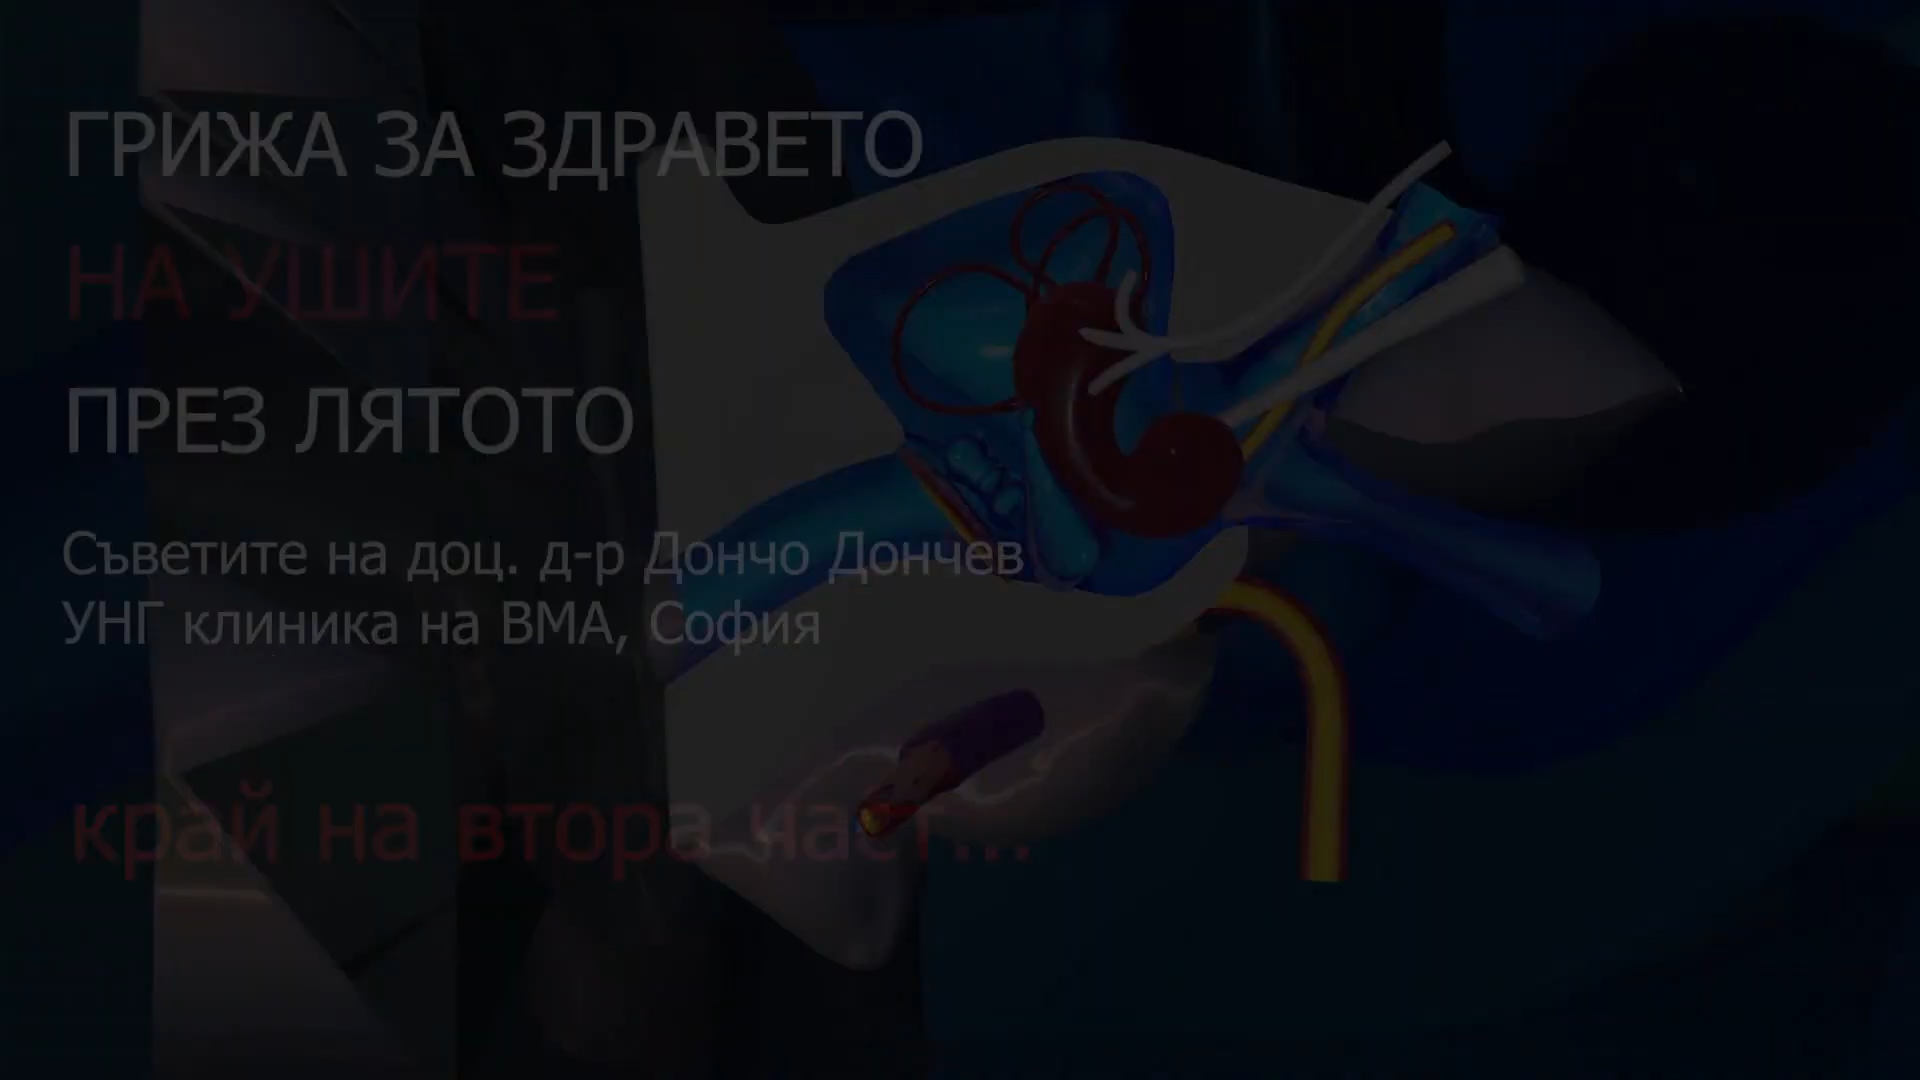 ГРИЖА ЗА ЗДРАВЕТО
НА УШИТЕ
ПРЕЗ ЛЯТОТО
Съветите на доц. д-р Дончо Дончев
УНГ клиника на ВМА, София
край на втора част...